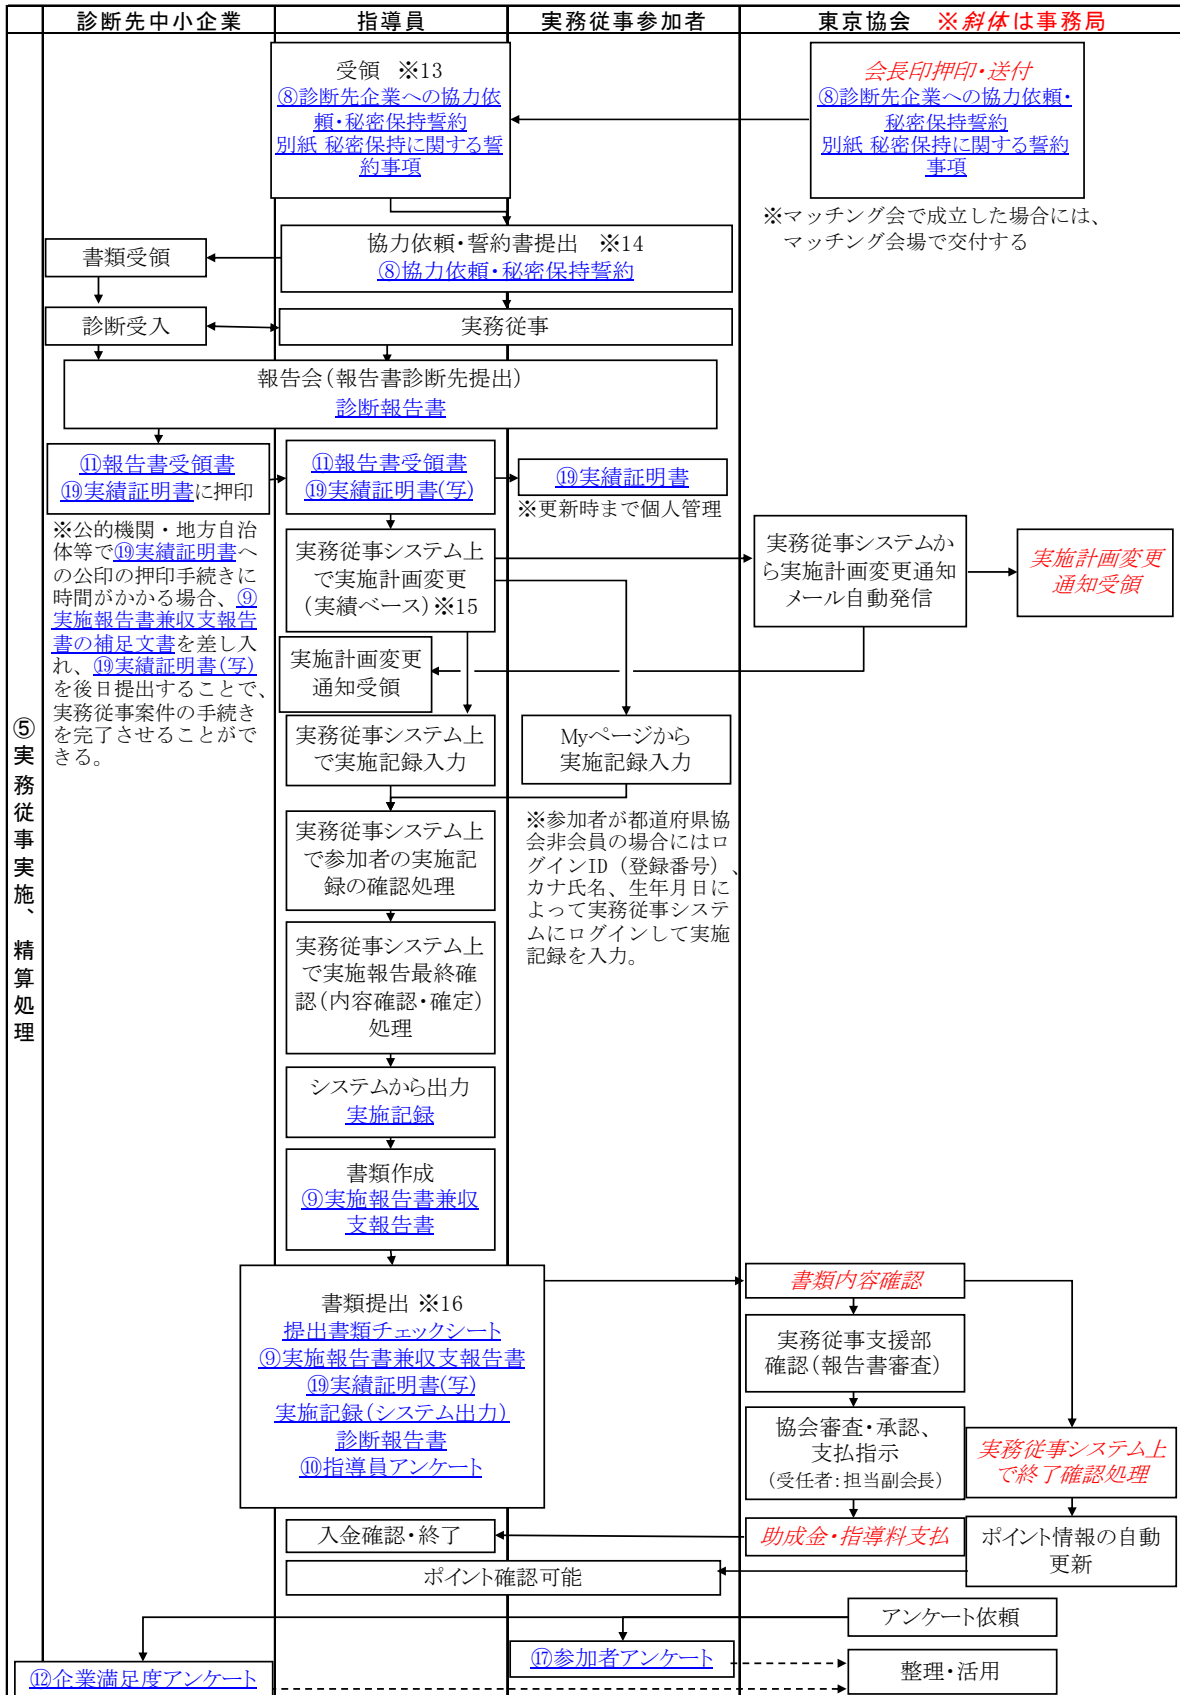 診断先中小企業
指導員
実務従事参加者
東京協会　※斜体は事務局
受領　※13
⑧診断先企業への協力依
頼・秘密保持誓約
別紙 秘密保持に関する誓
約事項
会長印押印・送付
⑧診断先企業への協力依頼・
秘密保持誓約
別紙 秘密保持に関する誓約
事項
※マッチング会で成立した場合には、
マッチング会場で交付する
書類受領
協力依頼・誓約書提出　※14
⑧協力依頼・秘密保持誓約
診断受入
実務従事
報告会（報告書診断先提出）
診断報告書
⑪報告書受領書
⑲実績証明書に押印
⑪報告書受領書
⑲実績証明書(写)
⑲実績証明書
※更新時まで個人管理
※公的機関・地方自治
体等で⑲実績証明書へ
の公印の押印手続きに
時間がかかる場合、⑨
実施報告書兼収支報告
書の補足文書を差し入
れ、⑲実績証明書(写)
を後日提出することで、
実務従事案件の手続き
を完了させることがで
きる。
実務従事システム上
で実施計画変更
（実績ベース）※15
実務従事システムか
ら実施計画変更通知
メール自動発信
実施計画変更
通知受領
実施計画変更
通知受領
実務従事システム上
で実施記録入力
Myページから
実施記録入力
⑤実務従事実施、精算処理
実務従事システム上
で参加者の実施記
録の確認処理
※参加者が都道府県協
会非会員の場合にはロ
グインID（登録番号）、
カナ氏名、生年月日に
よって実務従事システ
ムにログインして実施
記録を入力。
実務従事システム上
で実施報告最終確
認（内容確認・確定）
処理
システムから出力
実施記録
書類作成
⑨実施報告書兼収
支報告書
書類提出 ※16
提出書類チェックシート
⑨実施報告書兼収支報告書
⑲実績証明書(写)
実施記録（システム出力）
診断報告書
⑩指導員アンケート
書類内容確認
実務従事支援部
確認（報告書審査）
協会審査・承認、
支払指示
（受任者：担当副会長）
実務従事システム上
で終了確認処理
入金確認・終了
助成金・指導料支払
ポイント情報の自動
更新
ポイント確認可能
アンケート依頼
⑰参加者アンケート
⑫企業満足度アンケート
整理・活用